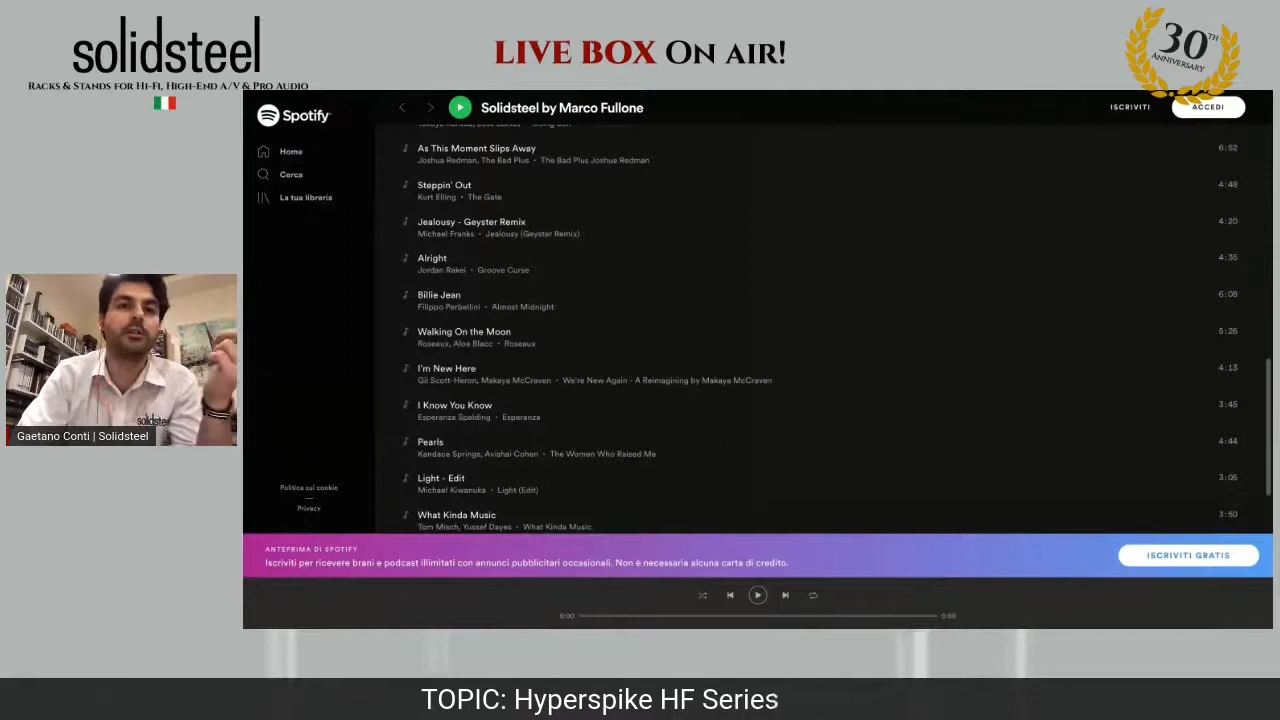 solidsteel
Racks & Stands for Hi-Fi, High-End A/V & Pro Audio
LIVE BOX On air!
30TH
ANNIVERSARY
Spotify
Home
Cerca
La tua libreria
Politica sui cookie
Privacy
Solidsteel by Marco Fullone
ISCRIVITI
ACCEDI
As This Moment Slips Away 6:52
Joshua Redman, The Bad Plus • The Bad Plus Joshua Redman
Steppin' Out 4:48
Kurt Elling • The Gate
Jealousy - Geyster Remix 4:20
Michael Franks • Jealousy (Geyster Remix)
Alright 4:35
Jordan Rakei • Groove Curse
Billie Jean 6:08
Filippo Perbellini • Almost Midnight
Walking On the Moon 5:26
Roseaux, Aloe Blacc • Roseaux
I'm New Here 4:13
Gil Scott-Heron, Makaya McCraven • We're New Again - A Reimagining by Makaya McCraven
I Know You Know 3:45
Esperanza Spalding • Esperanza
Pearls 4:44
Kandace Springs, Avishai Cohen • The Women Who Raised Me
Light - Edit 3:05
Michael Kiwanuka • Light (Edit)
What Kinda Music 3:50
Tom Misch, Yussef Dayes • What Kinda Music
ANTEPRIMA DI SPOTIFY
Iscriviti per ricevere brani e podcast illimitati con annunci pubblicitari occasionali. Non è necessaria alcuna carta di credito.
ISCRIVITI GRATIS
0:00 0:00
solidsteel
Gaetano Conti | Solidsteel
TOPIC: Hyperspike HF Series